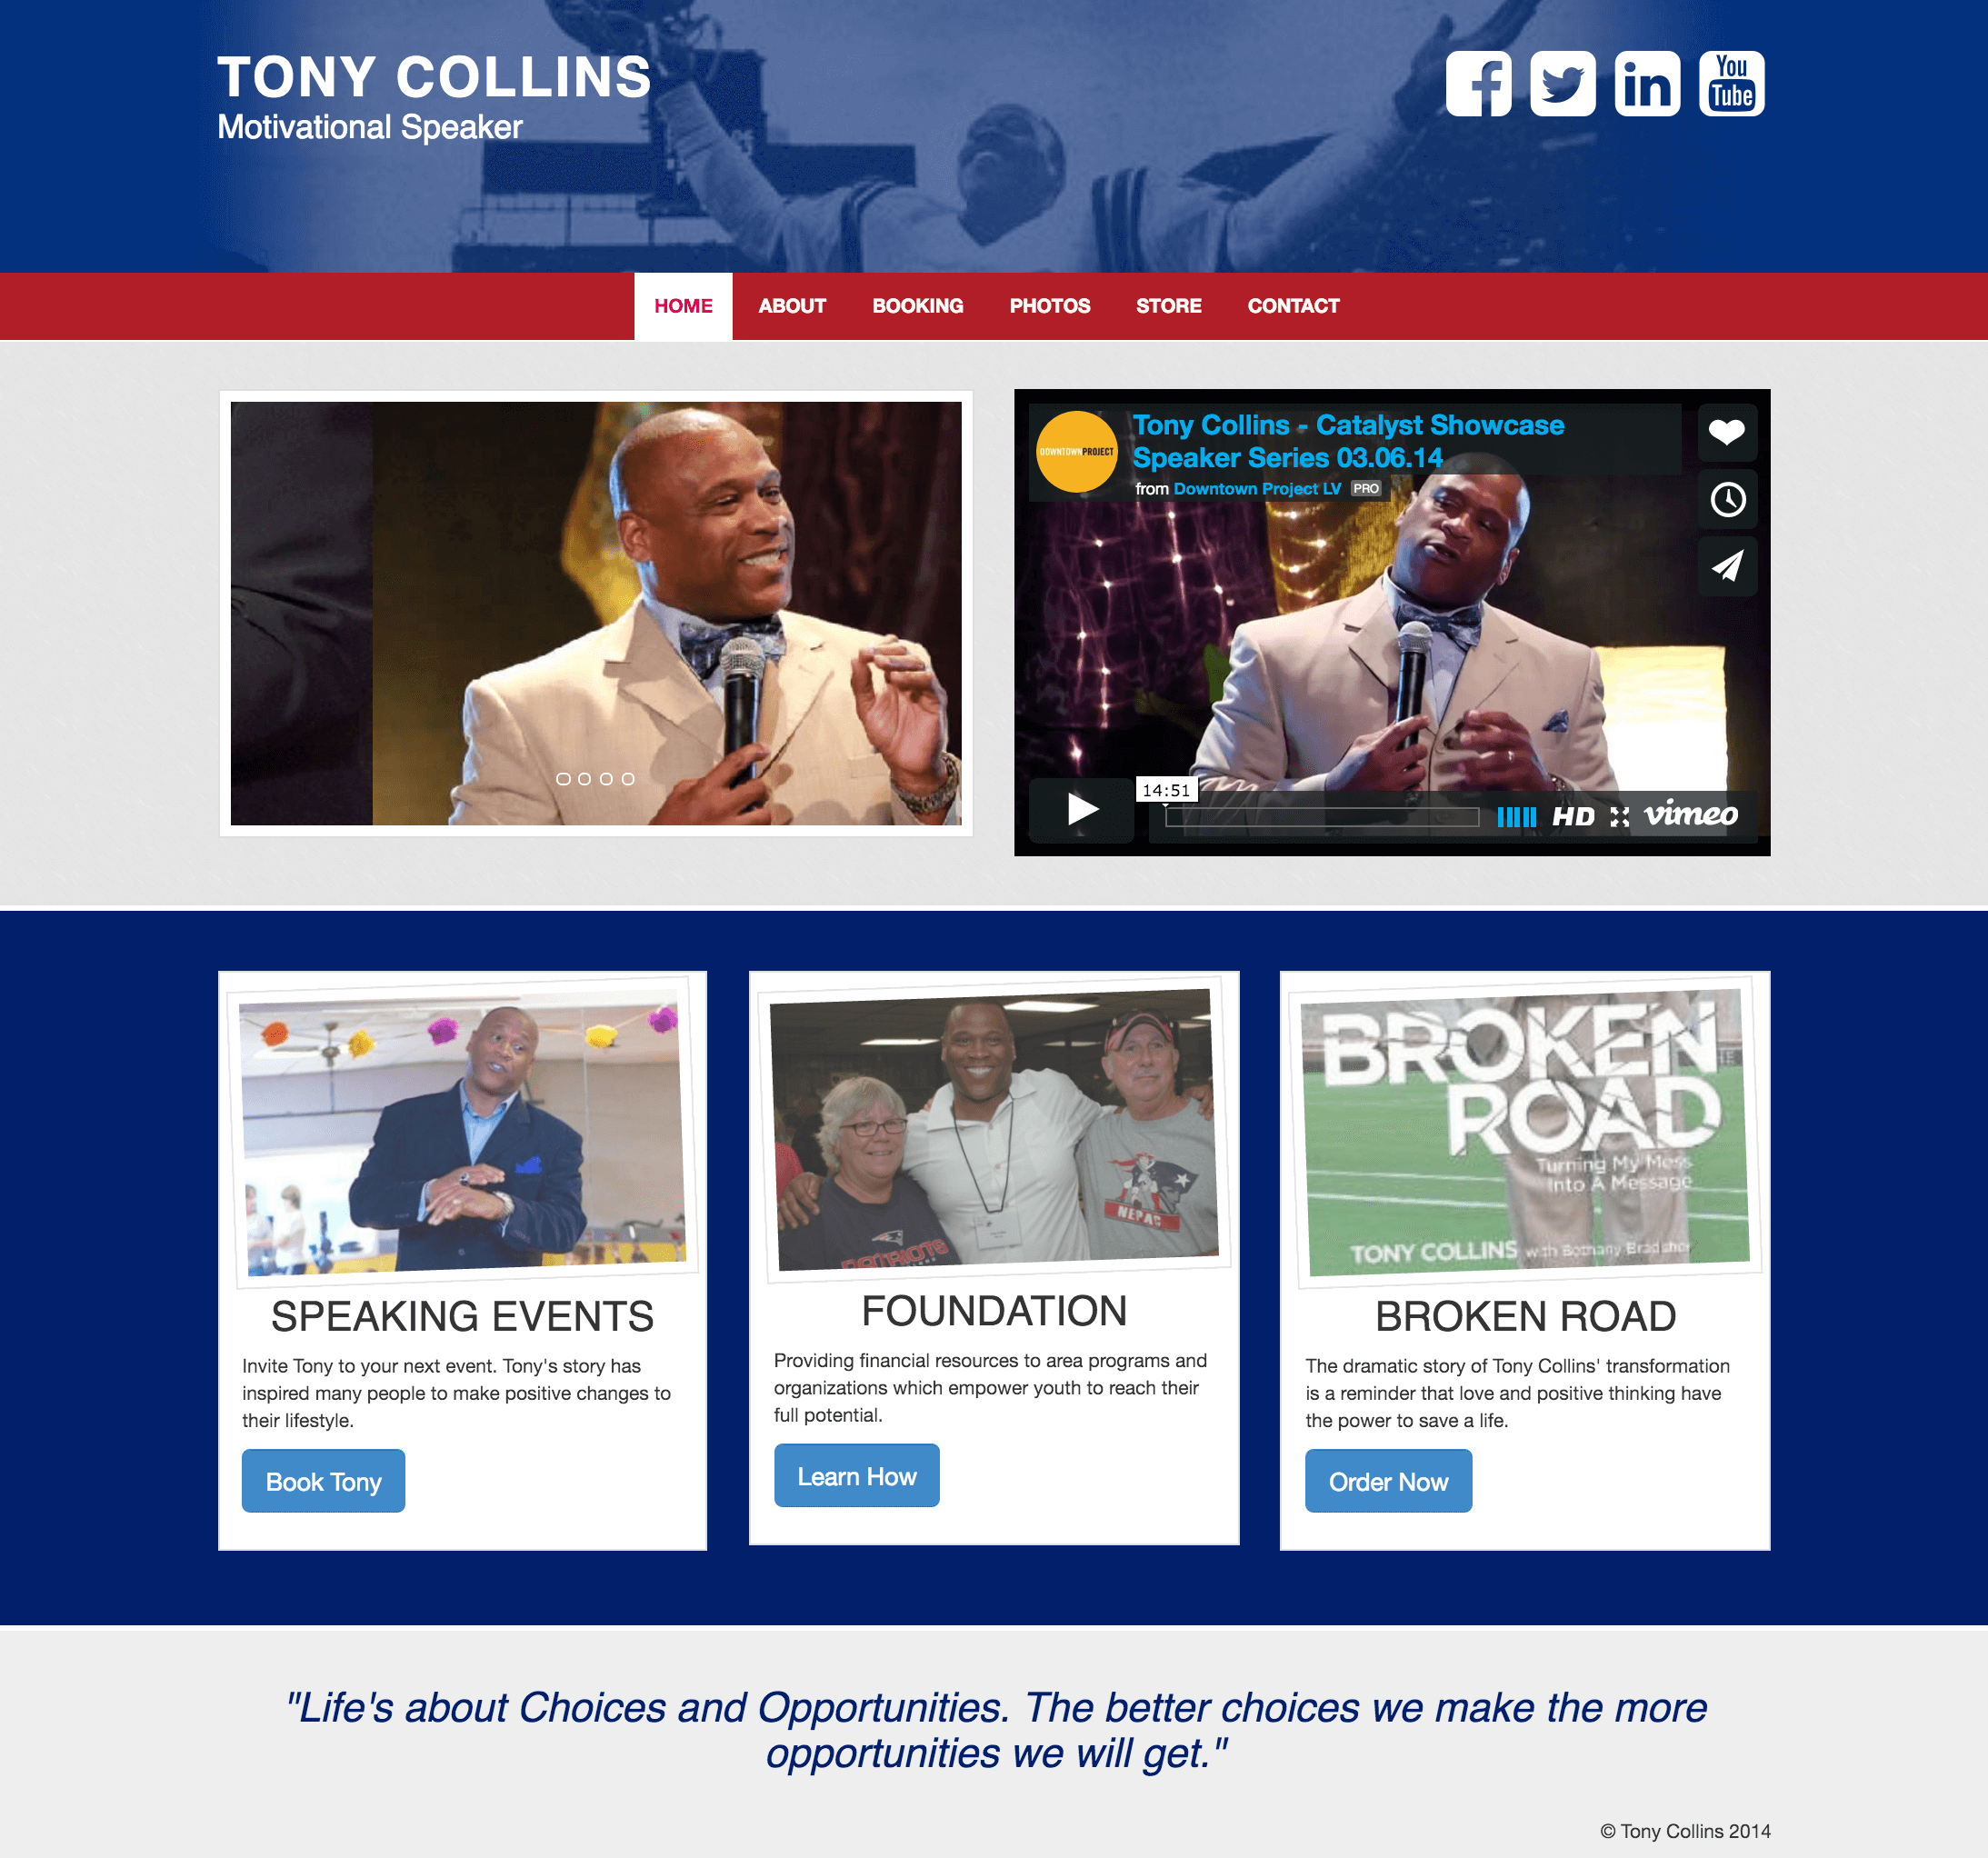 TONY COLLINS
Motivational Speaker
You
Tube
HOME ABOUT BOOKING PHOTOS STORE CONTACT
DOWNTOWNPROJECT
Tony Collins - Catalyst Showcase
Speaker Series 03.06.14
from Downtown Project LV PRO
14:51
HD vimeo
BROKEN
ROAD
Turning My Mess
Into A Message
TONY COLLINS with Bethany Bradsher
PATRIOTS
NEPAC
SPEAKING EVENTS
Invite Tony to your next event. Tony's story has
inspired many people to make positive changes to
their lifestyle.
Book Tony
FOUNDATION
Providing financial resources to area programs and
organizations which empower youth to reach their
full potential.
Learn How
BROKEN ROAD
The dramatic story of Tony Collins' transformation
is a reminder that love and positive thinking have
the power to save a life.
Order Now
"Life's about Choices and Opportunities. The better choices we make the more
opportunities we will get."
© Tony Collins 2014